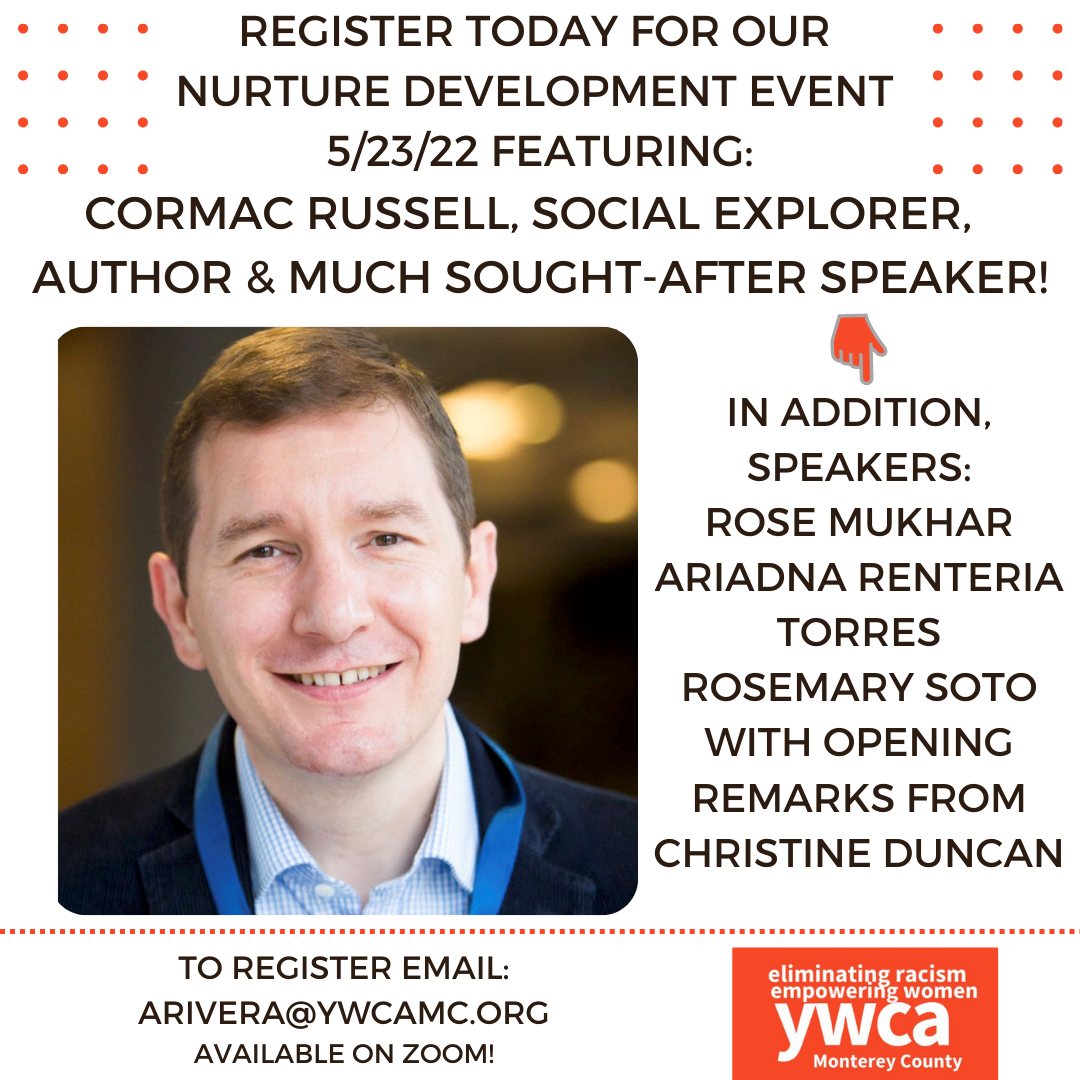 REGISTER TODAY FOR OUR
NURTURE DEVELOPMENT EVENT
5/23/22 FEATURING:
CORMAC RUSSELL, SOCIAL EXPLORER,
AUTHOR & MUCH SOUGHT-AFTER SPEAKER!
IN ADDITION,
SPEAKERS:
ROSE MUKHAR
ARIADNA RENTERIA
TORRES
ROSEMARY SOTO
WITH OPENING
REMARKS FROM
CHRISTINE DUNCAN
TO REGISTER EMAIL:
ARIVERA@YWCAMC.ORG
AVAILABLE ON ZOOM!
eliminating racism
empowering women
ywca
Monterey County